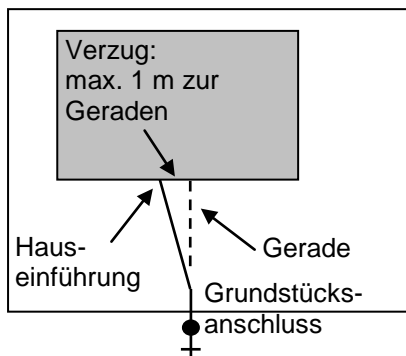 Verzug:
max. 1 m zur
Geraden
Haus-
einführung
Gerade
Grundstücks-
anschluss